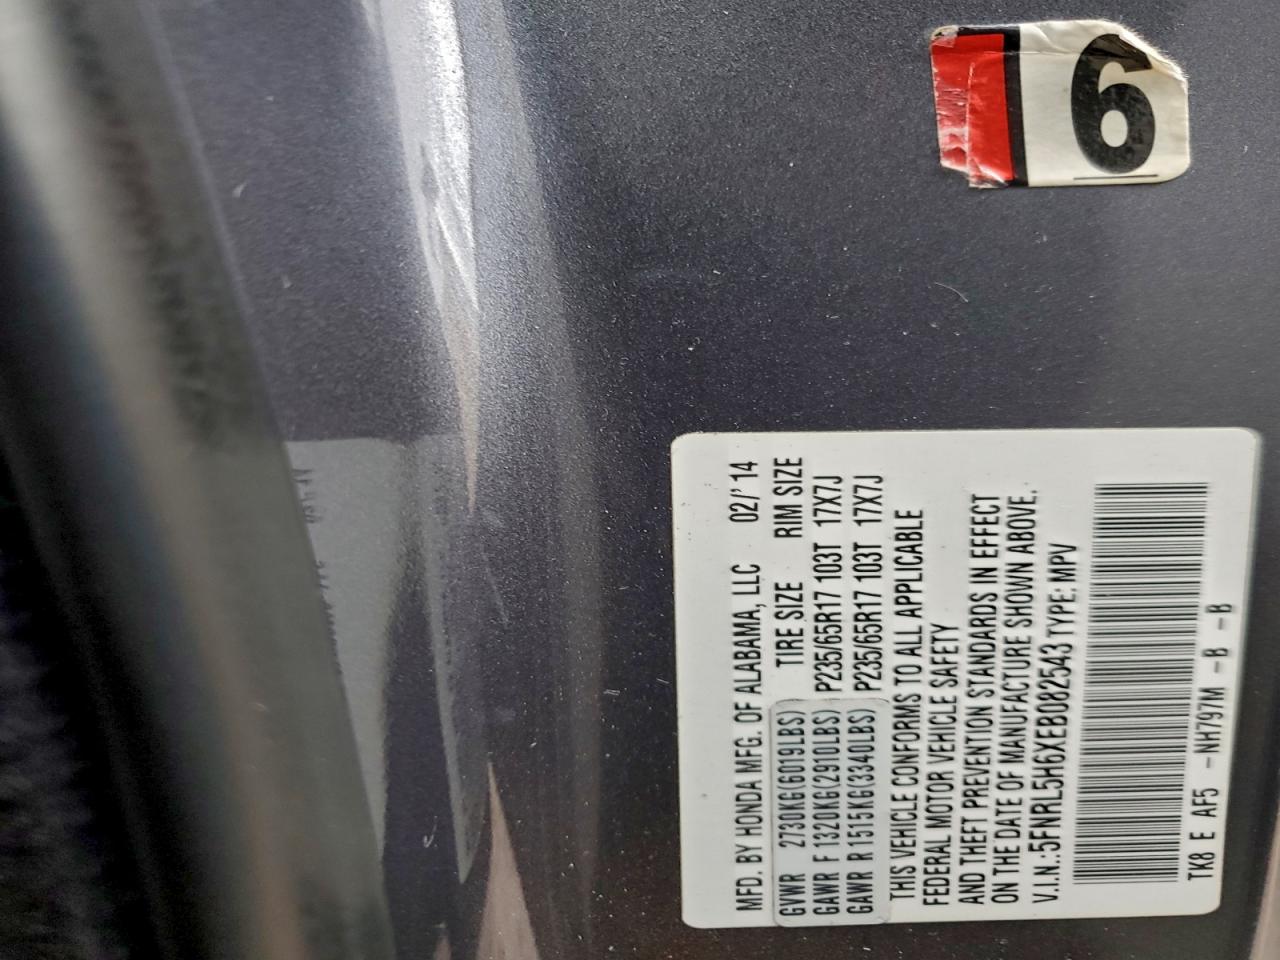 6
MFD. BY HONDA MFG. OF ALABAMA, LLC 02/'14
GVWR 2730KG(6019LBS) TIRE SIZE RIM SIZE
GAWR F 1320KG(2910LBS) P235/65R17 103T 17X7J
GAWR R 1515KG(3340LBS) P235/65R17 103T 17X7J
THIS VEHICLE CONFORMS TO ALL APPLICABLE
FEDERAL MOTOR VEHICLE SAFETY
AND THEFT PREVENTION STANDARDS IN EFFECT
ON THE DATE OF MANUFACTURE SHOWN ABOVE.
V.I.N.:5FNRL5H6XEB082543 TYPE: MPV
TK8 E AF5 -NH797M -B -B